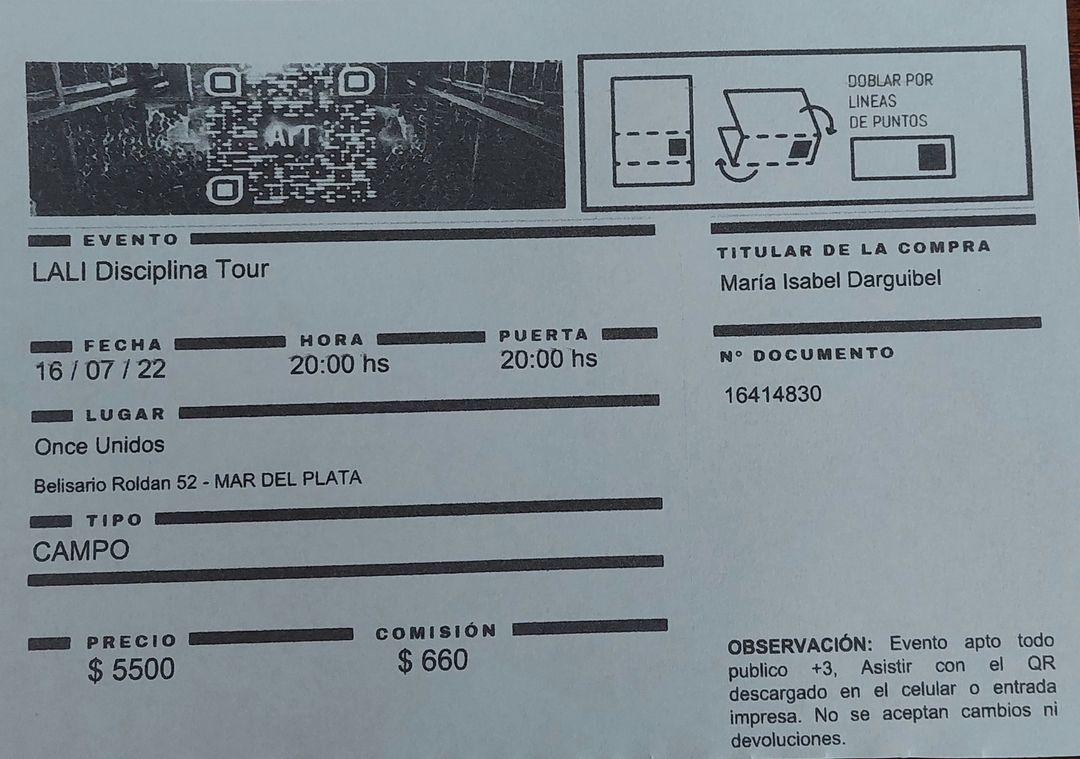 ArT
DOBLAR POR
LINEAS
DE PUNTOS
EVENTO
LALI Disciplina Tour
TITULAR DE LA COMPRA
María Isabel Darguibel
FECHA HORA PUERTA
16 / 07 / 22 20:00 hs 20:00 hs
Nº DOCUMENTO
16414830
LUGAR
Once Unidos
Belisario Roldan 52 - MAR DEL PLATA
TIPO
CAMPO
PRECIO COMISIÓN
$ 5500 $ 660
OBSERVACIÓN: Evento apto todo
publico +3, Asistir con el QR
descargado en el celular o entrada
impresa. No se aceptan cambios ni
devoluciones.